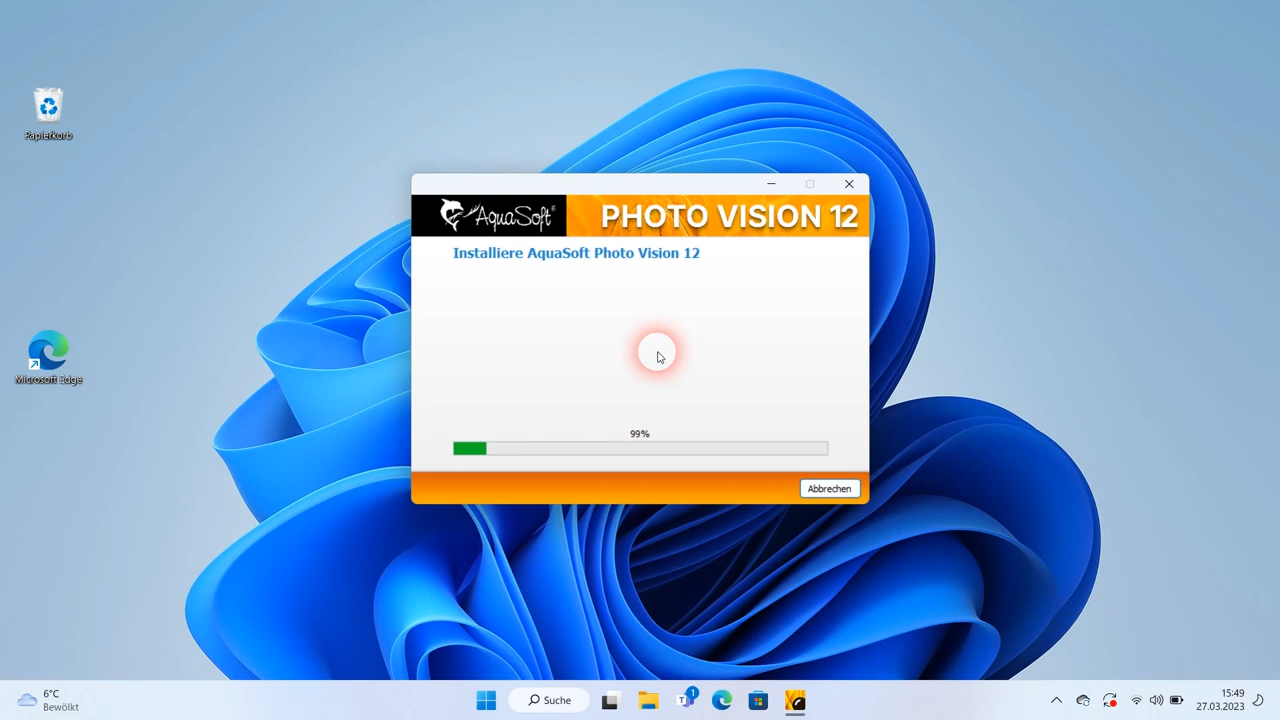 Papierkorb
Microsoft Edge
AquaSoft®
PHOTO VISION 12
Installiere AquaSoft Photo Vision 12
99%
Abbrechen
6°C
Bewölkt
Suche
1
15:49
27.03.2023